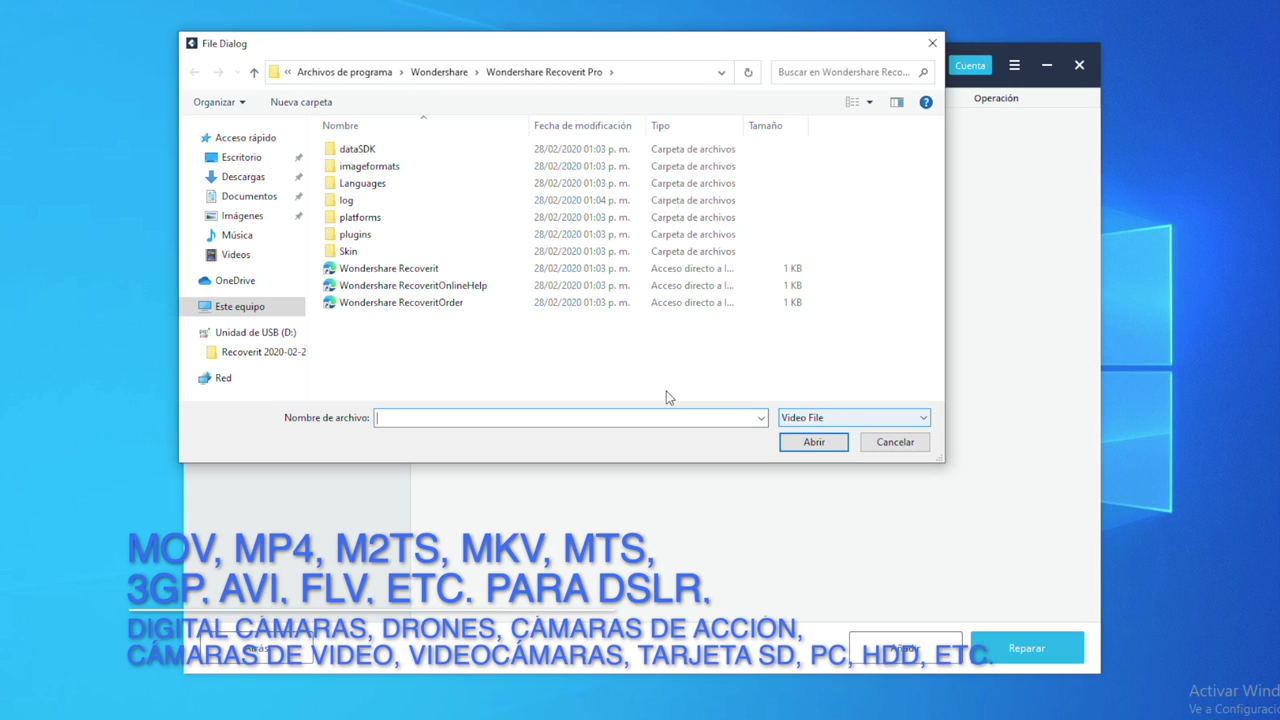 File Dialog
« Archivos de programa › Wondershare › Wondershare Recoverit Pro ›
Buscar en Wondershare Reco...
Cuenta
Organizar
Nueva carpeta
Operación
Nombre
Fecha de modificación
Tipo
Tamaño
Acceso rápido
Escritorio
Descargas
Documentos
Imágenes
Música
Videos
OneDrive
Este equipo
Unidad de USB (D:)
Recoverit 2020-02-2
Red
dataSDK 28/02/2020 01:03 p. m. Carpeta de archivos
imageformats 28/02/2020 01:03 p. m. Carpeta de archivos
Languages 28/02/2020 01:03 p. m. Carpeta de archivos
log 28/02/2020 01:04 p. m. Carpeta de archivos
platforms 28/02/2020 01:03 p. m. Carpeta de archivos
plugins 28/02/2020 01:03 p. m. Carpeta de archivos
Skin 28/02/2020 01:03 p. m. Carpeta de archivos
Wondershare Recoverit 28/02/2020 01:03 p. m. Acceso directo a I... 1 KB
Wondershare RecoveritOnlineHelp 28/02/2020 01:03 p. m. Acceso directo a I... 1 KB
Wondershare RecoveritOrder 28/02/2020 01:03 p. m. Acceso directo a I... 1 KB
Nombre de archivo:
Video File
Abrir
Cancelar
MOV, MP4, M2TS, MKV, MTS,
3GP, AVI, FLV, ETC. PARA DSLR,
DIGITAL CÁMARAS, DRONES, CÁMARAS DE ACCIÓN,
CÁMARAS DE VIDEO, VIDEOCÁMARAS, TARJETA SD, PC, HDD, ETC.
Atrás
Añadir
Reparar
Activar Wind
Ve a Configuració